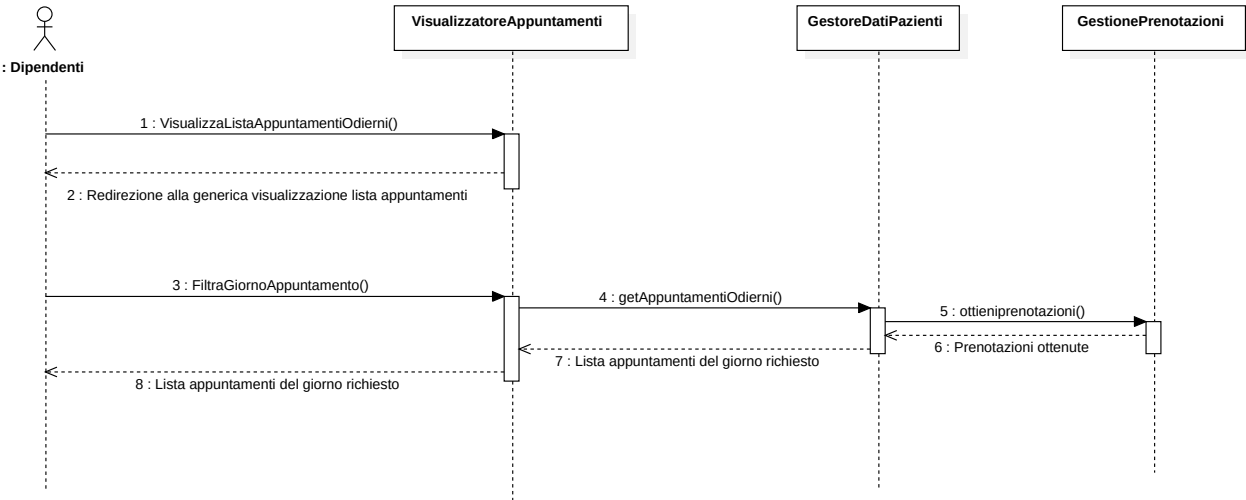 VisualizzatoreAppuntamenti
GestoreDatiPazienti
GestionePrenotazioni
: Dipendenti
1 : VisualizzaListaAppuntamentiOdierni()
2 : Redirezione alla generica visualizzazione lista appuntamenti
3 : FiltraGiornoAppuntamento()
4 : getAppuntamentiOdierni()
5 : ottieniprenotazioni()
6 : Prenotazioni ottenute
7 : Lista appuntamenti del giorno richiesto
8 : Lista appuntamenti del giorno richiesto